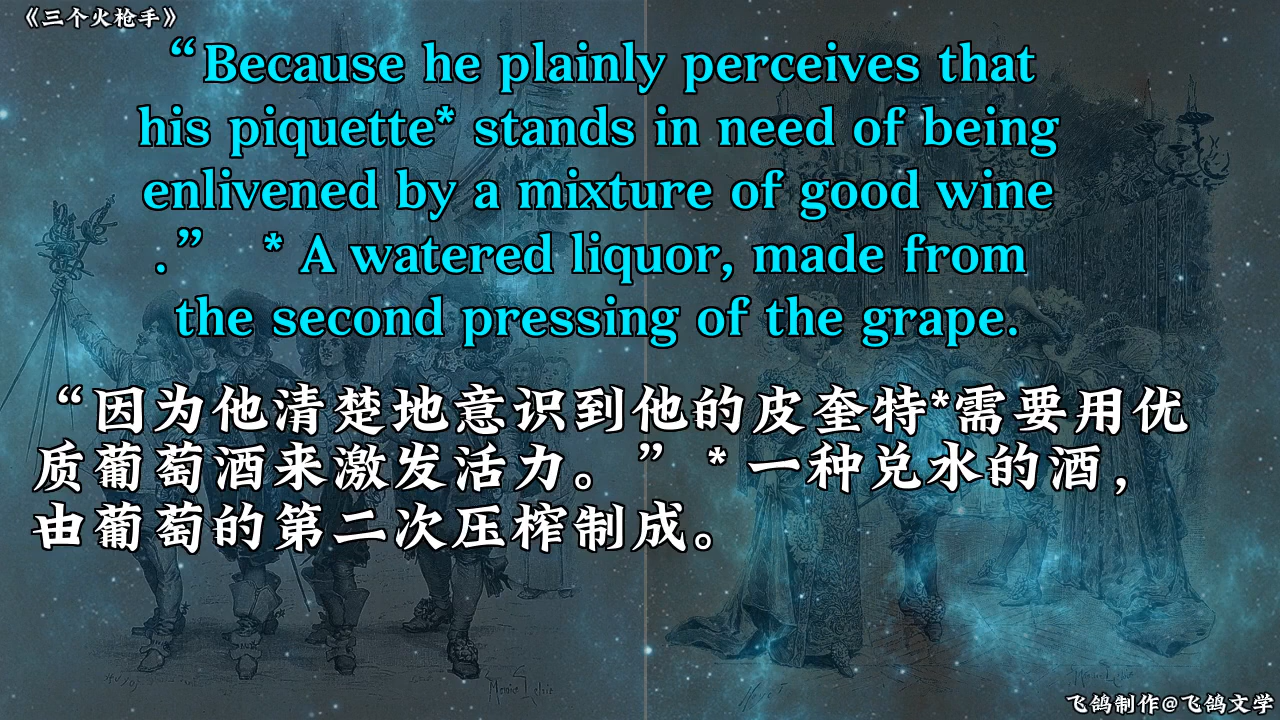 《三个火枪手》
“Because he plainly perceives that
his piquette* stands in need of being
enlivened by a mixture of good wine
.” * A watered liquor, made from
the second pressing of the grape.
“因为他清楚地意识到他的皮奎特*需要用优
质葡萄酒来激发活力。” * 一种兑水的酒，
由葡萄的第二次压榨制成。
飞鸽制作@飞鸽文学